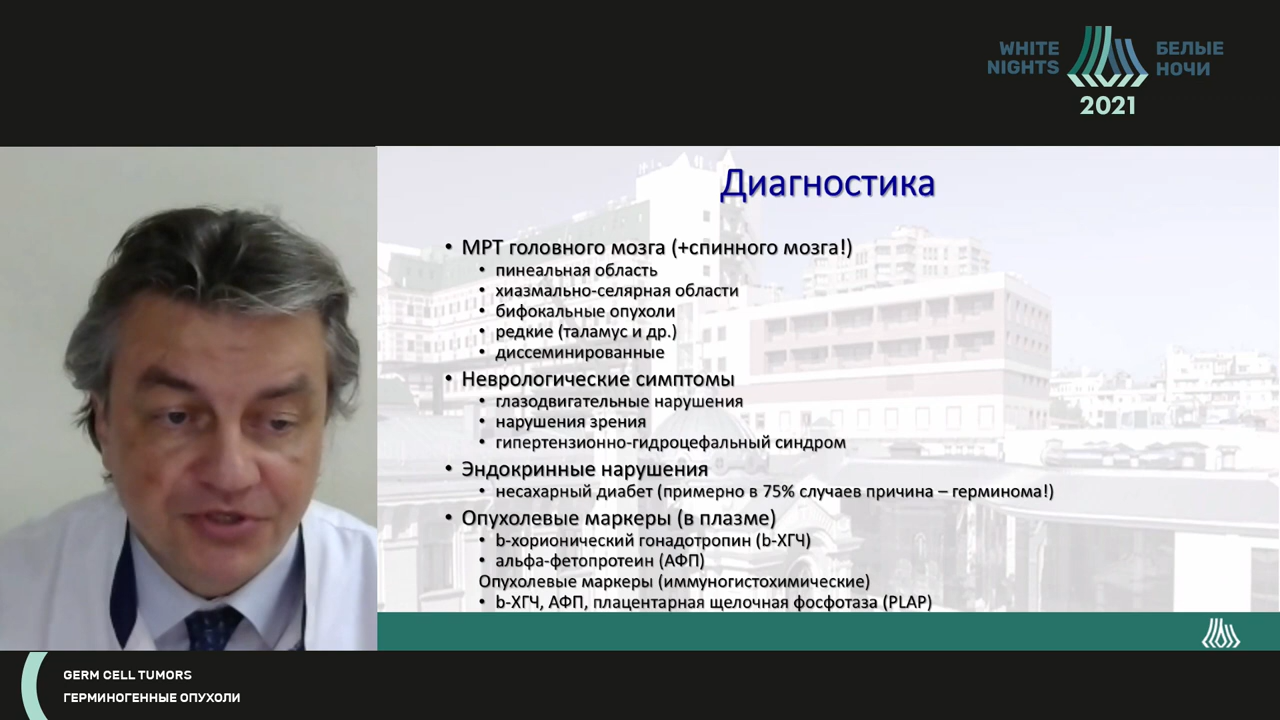 WHITE
NIGHTS
БЕЛЫЕ
НОЧИ
2021
Диагностика
• МРТ головного мозга (+спинного мозга!)
• пинеальная область
• хиазмально-селярная области
• бифокальные опухоли
• редкие (таламус и др.)
• диссеминированные
• Неврологические симптомы
• глазодвигательные нарушения
• нарушения зрения
• гипертензионно-гидроцефальный синдром
• Эндокринные нарушения
• несахарный диабет (примерно в 75% случаев причина – герминома!)
• Опухолевые маркеры (в плазме)
• b-хорионический гонадотропин (b-ХГЧ)
• альфа-фетопротеин (АФП)
Опухолевые маркеры (иммуногистохимические)
• b-ХГЧ, АФП, плацентарная щелочная фосфотаза (PLAP)
GERM CELL TUMORS
ГЕРМИНОГЕННЫЕ ОПУХОЛИ